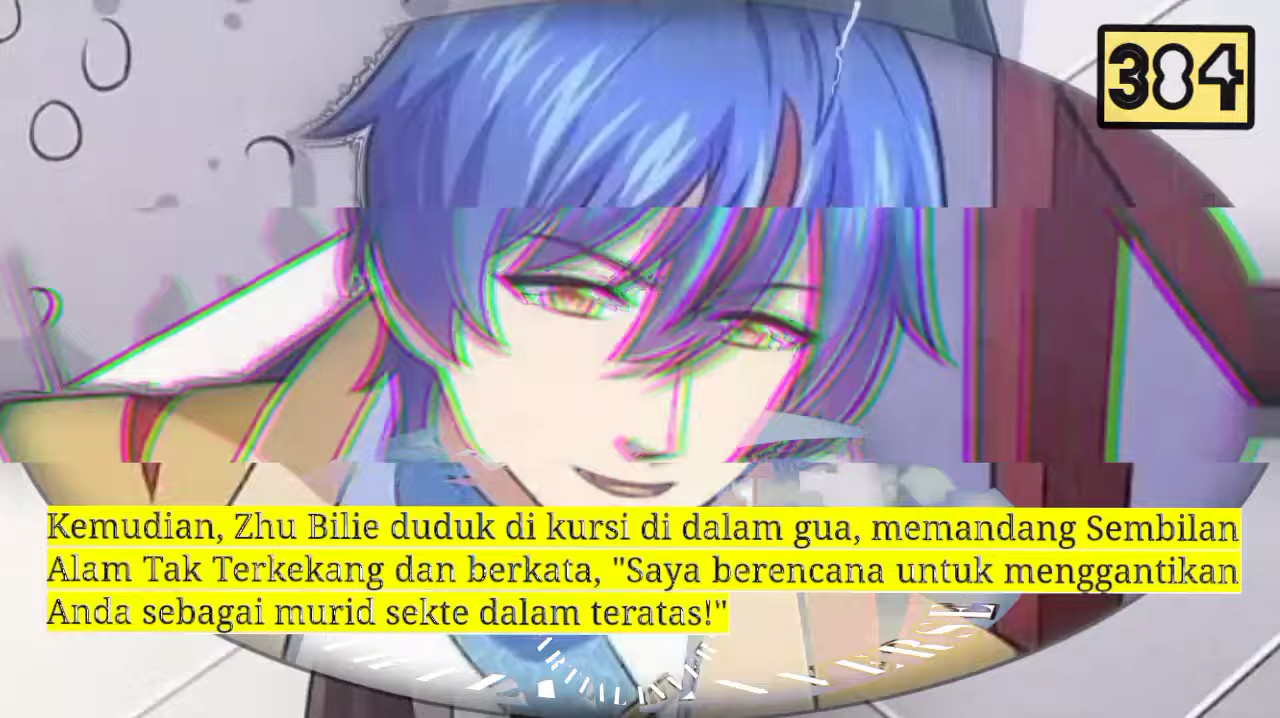 384
Kemudian, Zhu Bilie duduk di kursi di dalam gua, memandang Sembilan
Alam Tak Terkekang dan berkata, "Saya berencana untuk menggantikan
Anda sebagai murid sekte dalam teratas!"